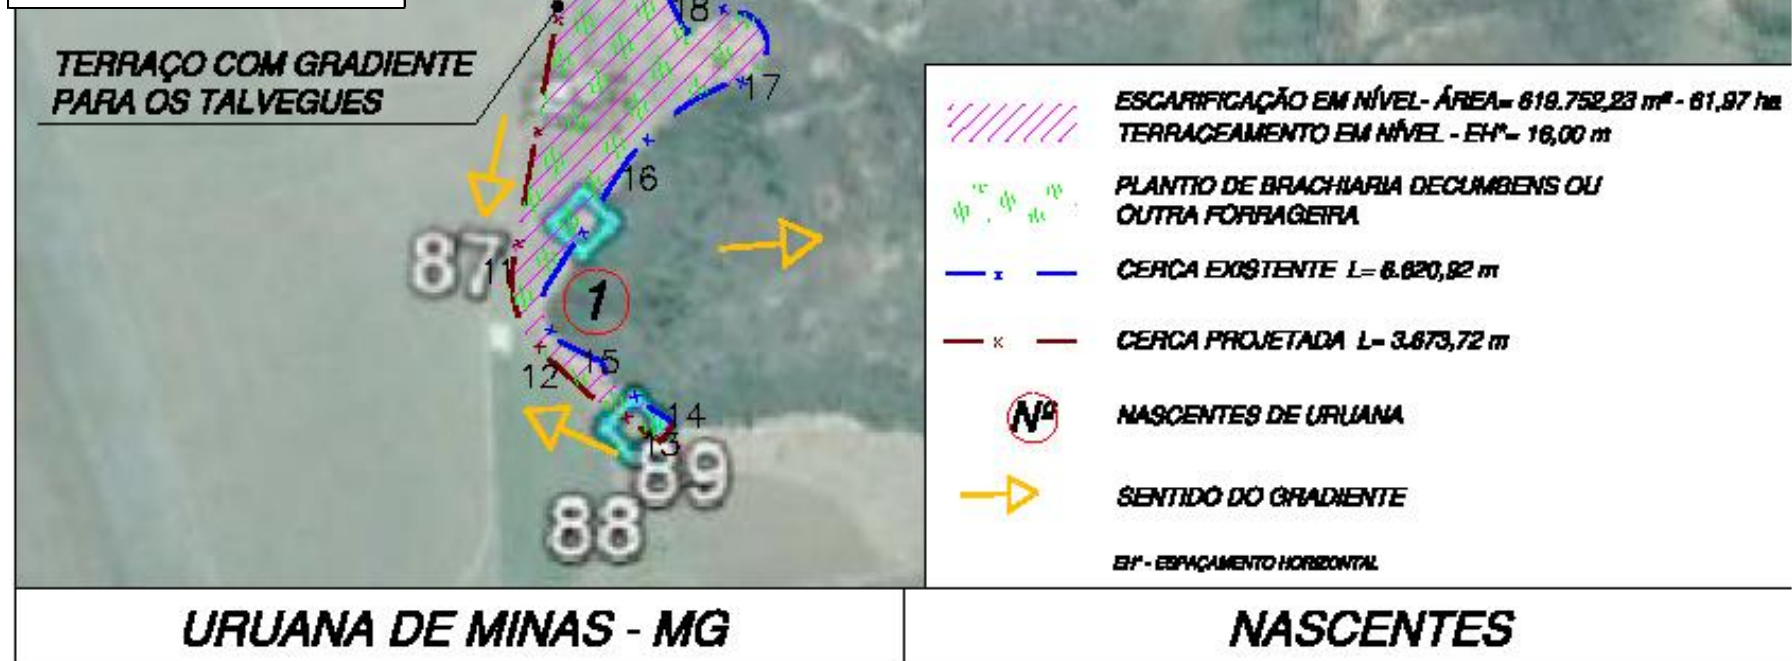 18
TERRAÇO COM GRADIENTE
PARA OS TALVEGUES
17
16
87
11
1
15
12
14
13
89
88
ESCARIFICAÇÃO EM NÍVEL- ÁREA= 619.752,23 m² - 61,97 ha
TERRACEAMENTO EM NÍVEL - EH*= 16,00 m
PLANTIO DE BRACHIARIA DECUMBENS OU
OUTRA FORRAGEIRA
CERCA EXISTENTE L= 6.620,92 m
CERCA PROJETADA L= 3.673,72 m
Nº
NASCENTES DE URUANA
SENTIDO DO GRADIENTE
EH* - ESPAÇAMENTO HORIZONTAL
URUANA DE MINAS - MG
NASCENTES